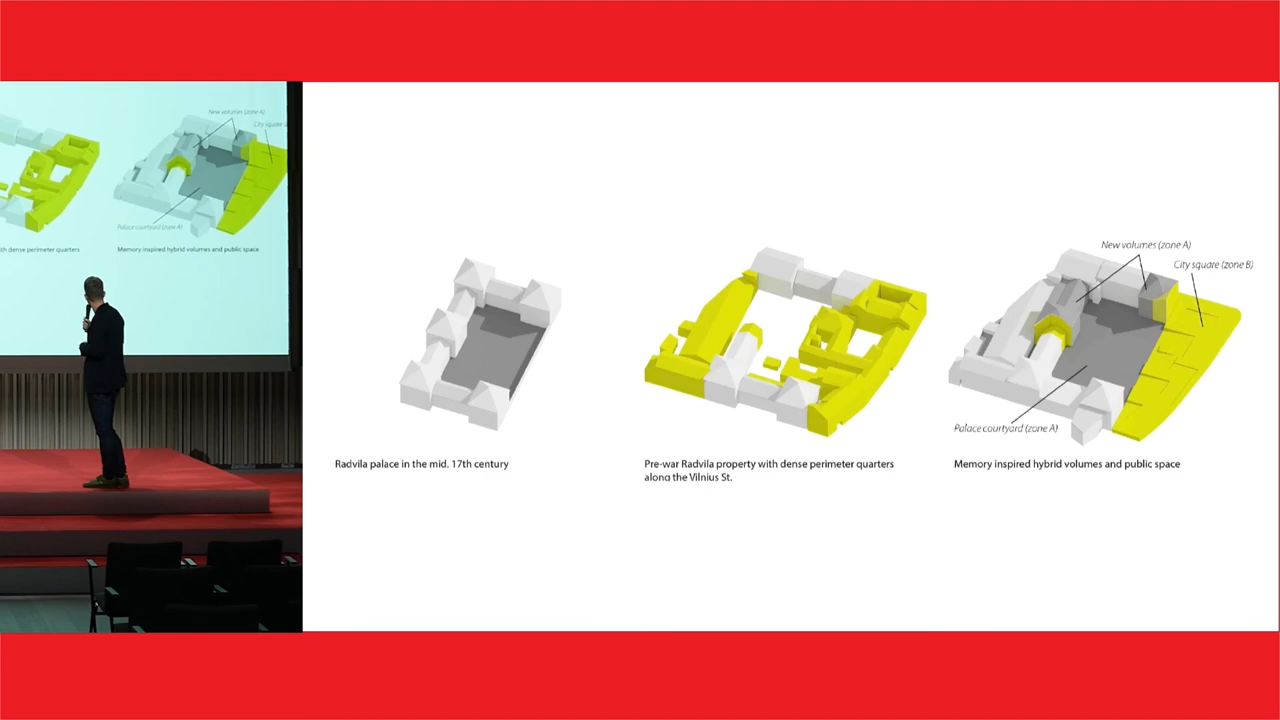 New volumes (zone A)
City square
Palace courtyard (zone A)
th dense perimeter quarters
Memory inspired hybrid volumes and public space
New volumes (zone A)
City square (zone B)
Palace courtyard (zone A)
Radvila palace in the mid. 17th century
Pre-war Radvila property with dense perimeter quarters
along the Vilnius St.
Memory inspired hybrid volumes and public space